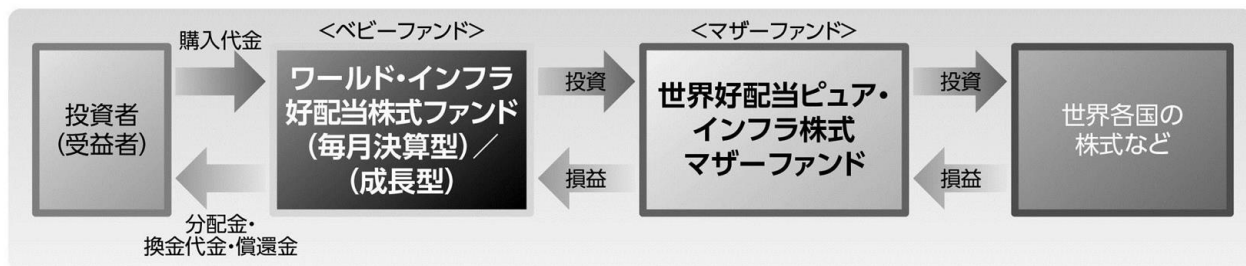 購入代金
投資者
(受益者)
分配金・
換金代金・償還金
<ベビーファンド>
ワールド・インフラ
好配当株式ファンド
(毎月決算型)／
(成長型)
投資
損益
<マザーファンド>
世界好配当ピュア・
インフラ株式
マザーファンド
投資
損益
世界各国の
株式など